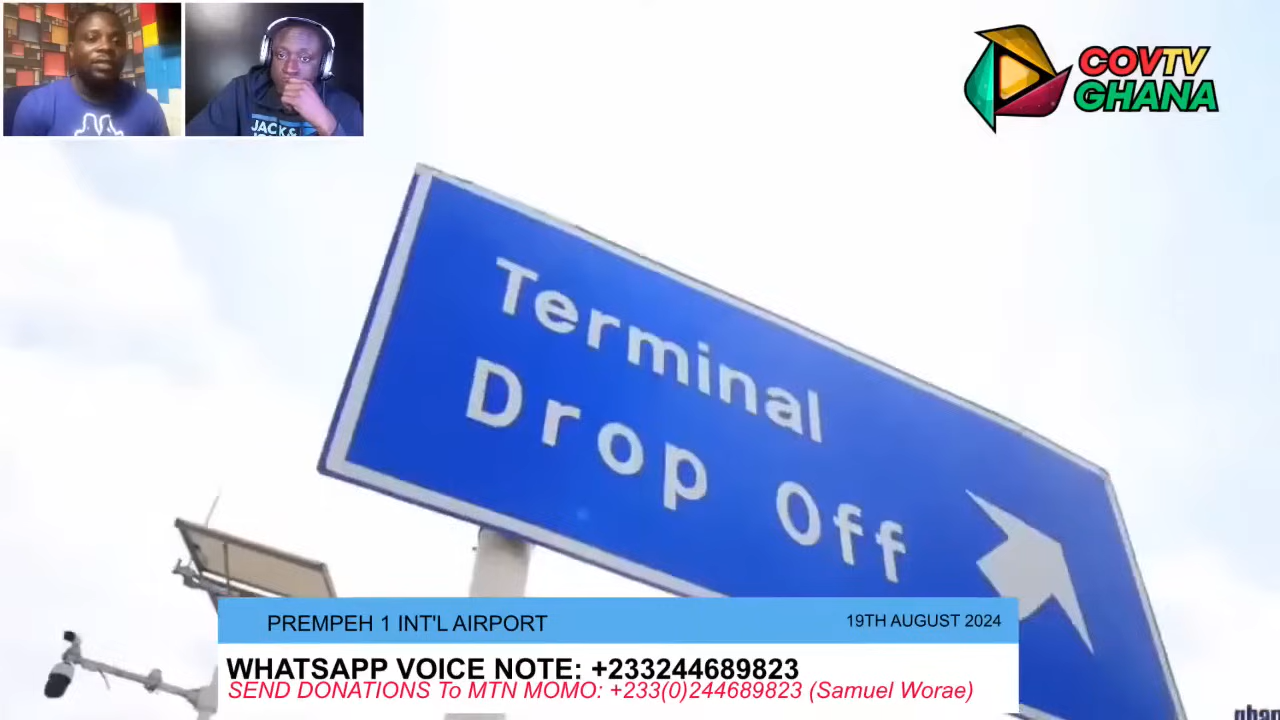 JACK &
COVTV
GHANA
Terminal
Drop Off
PREMPEH 1 INT'L AIRPORT
19TH AUGUST 2024
WHATSAPP VOICE NOTE: +233244689823
SEND DONATIONS To MTN MOMO: +233(0)244689823 (Samuel Worae)